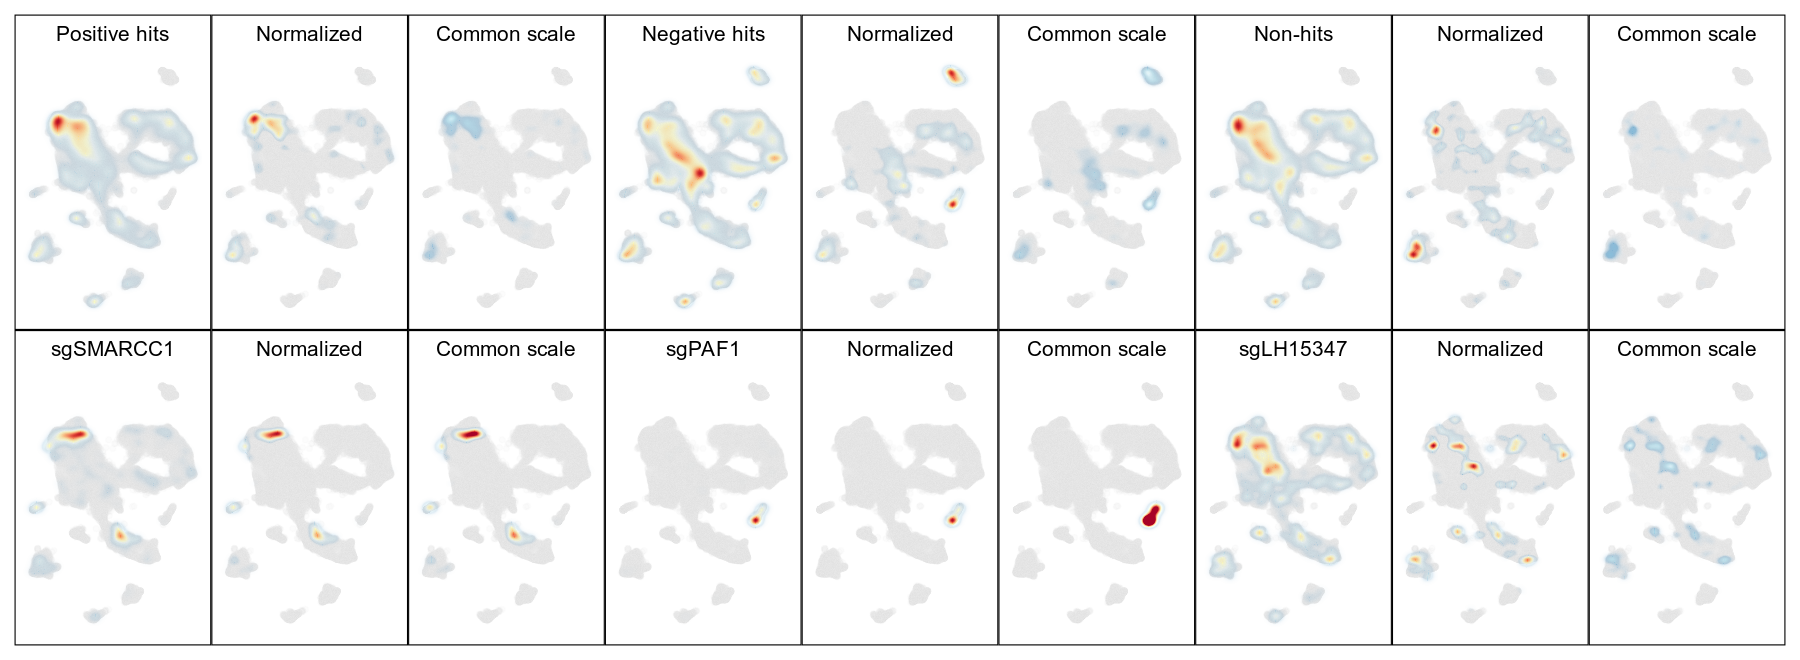 Positive hits
Normalized
Common scale
Negative hits
Normalized
Common scale
Non-hits
Normalized
Common scale
sgSMARCC1
Normalized
Common scale
sgPAF1
Normalized
Common scale
sgLH15347
Normalized
Common scale